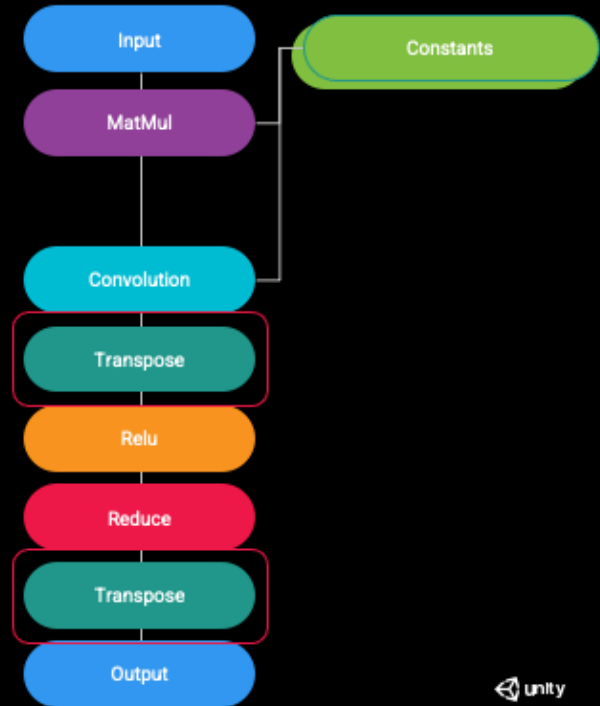 Input
Constants
MatMul
Convolution
Transpose
Relu
Reduce
Transpose
Output
unity